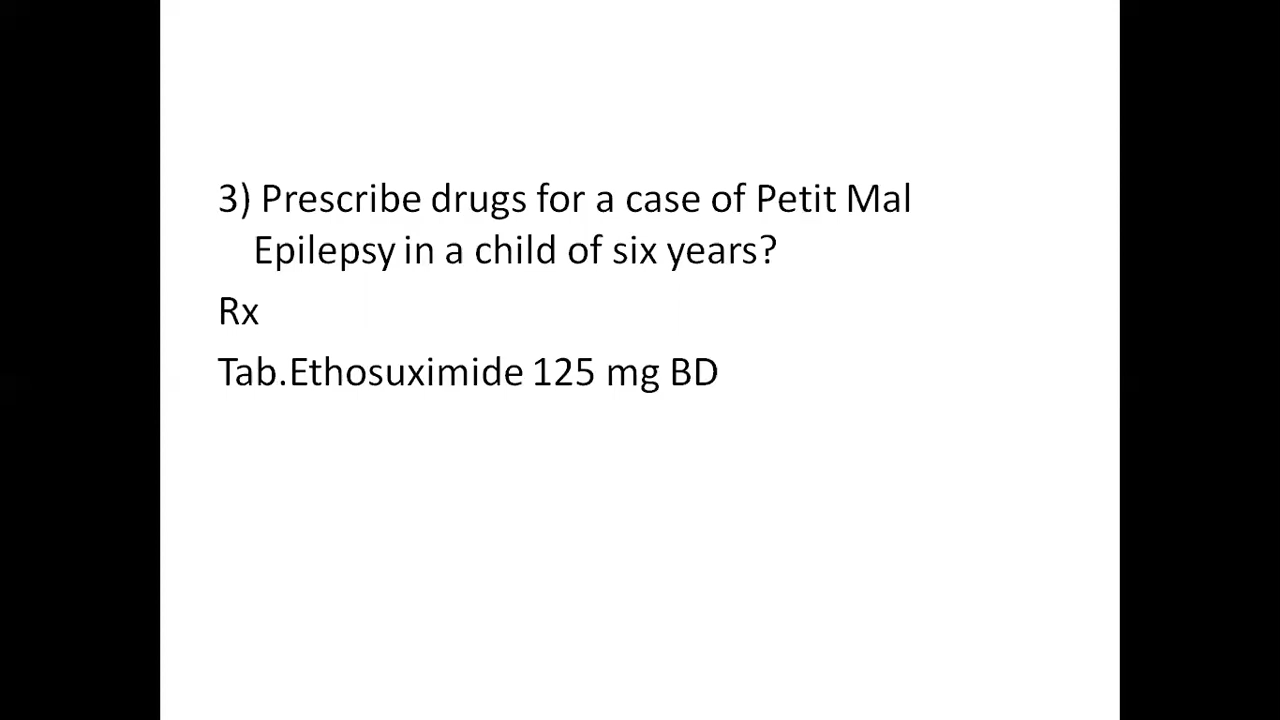 3) Prescribe drugs for a case of Petit Mal
Epilepsy in a child of six years?
Rx
Tab.Ethosuximide 125 mg BD